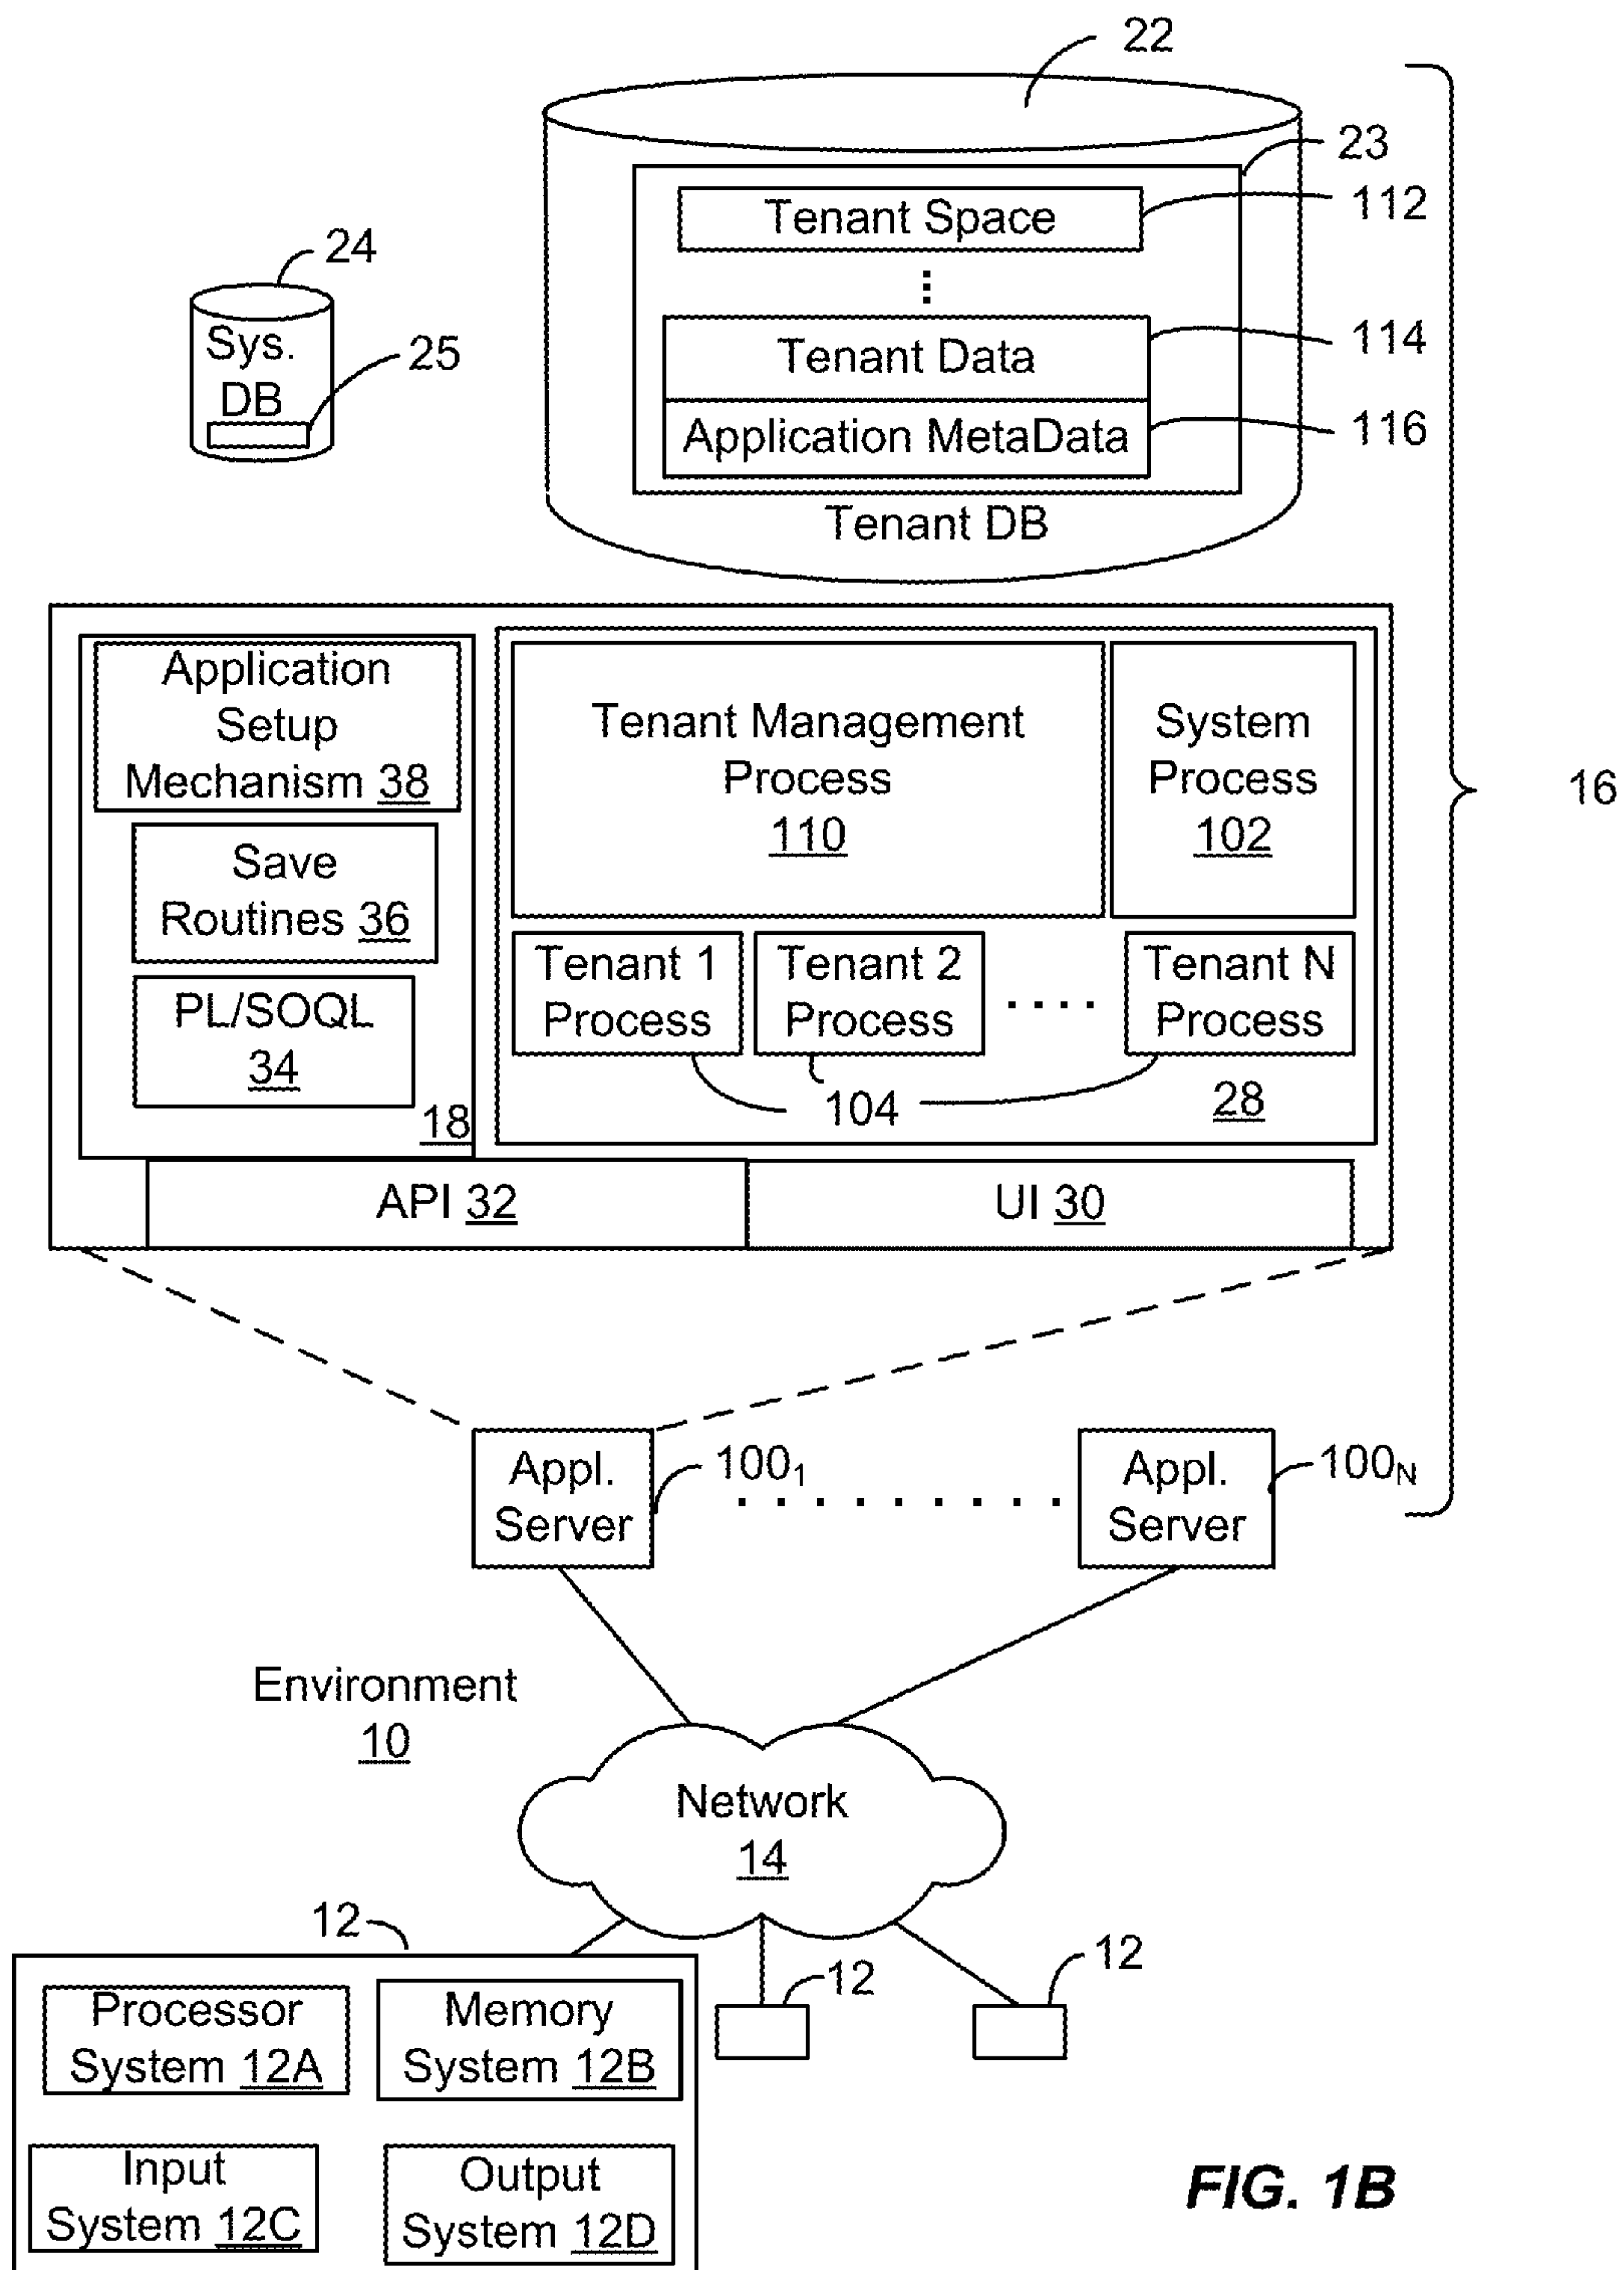 22
23
Tenant Space
112
24
Sys.
DB
25
Tenant Data
114
Application MetaData
116
Tenant DB
16
Application
Setup
Mechanism 38
Save
Routines 36
PL/SOQL
34
18
Tenant Management
Process
110
System
Process
102
Tenant 1
Process
Tenant 2
Process
Tenant N
Process
104
28
API 32
UI 30
Appl.
Server
100₁
Appl.
Server
100N
Environment
10
Network
14
12
12
12
Processor
System 12A
Memory
System 12B
Input
System 12C
Output
System 12D
FIG. 1B